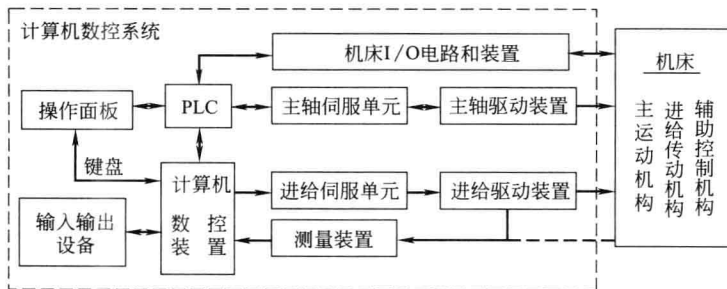 计算机数控系统
机床I/O电路和装置
机床
操作面板
PLC
主轴伺服单元
主轴驱动装置
主运动机构
进给传动机构
辅助控制机构
键盘
计算机
数控
装置
进给伺服单元
进给驱动装置
输入输出
设备
测量装置